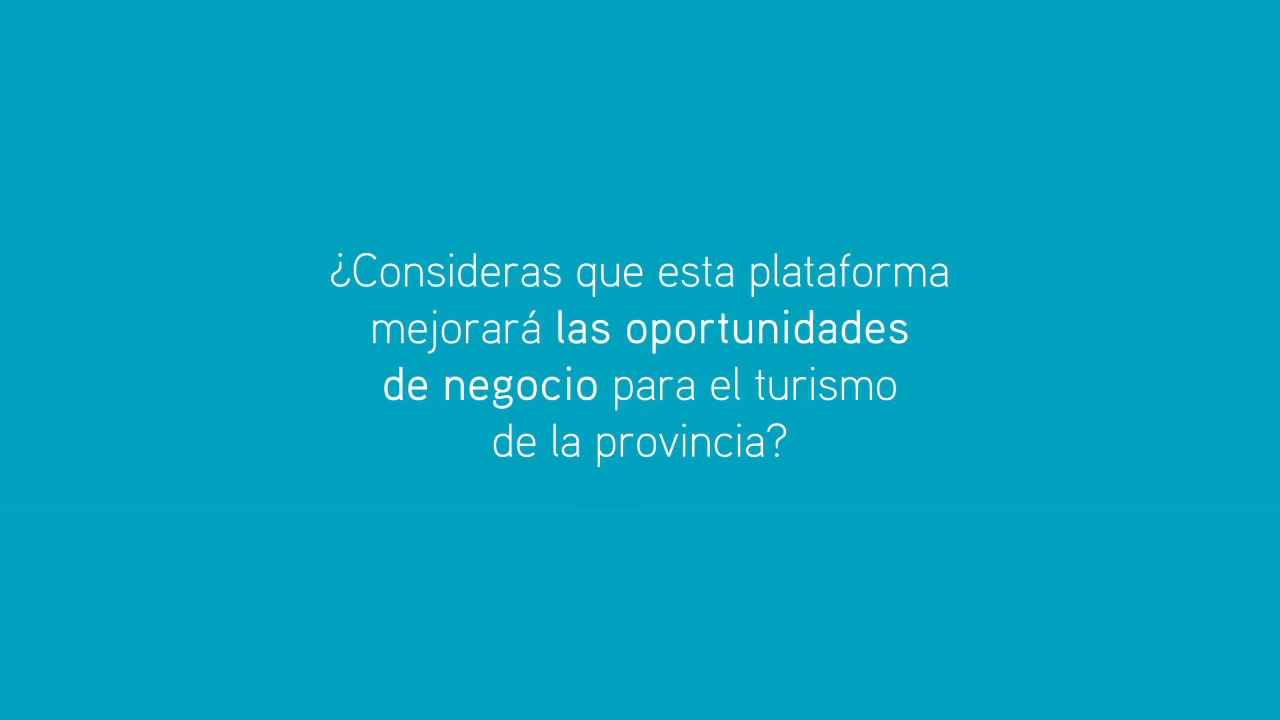 ¿Consideras que esta plataforma
mejorará las oportunidades
de negocio para el turismo
de la provincia?